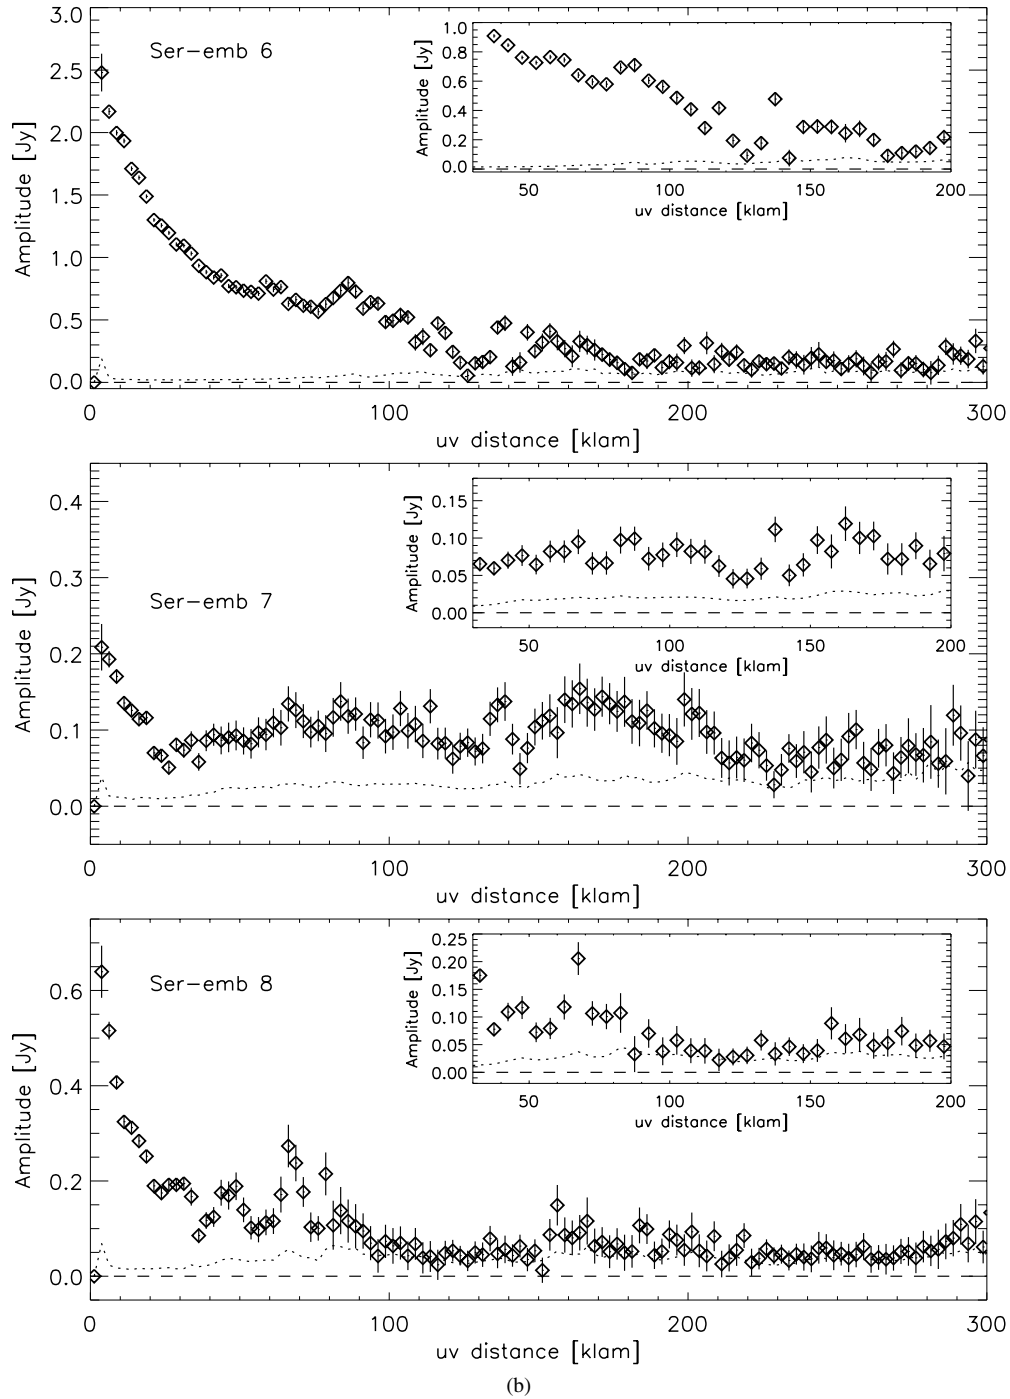 3.0
2.5
2.0
1.5
1.0
0.5
0.0
Amplitude [Jy]
Ser-emb 6
1.0
0.8
0.6
0.4
0.2
0.0
Amplitude [Jy]
50 100 150 200
uv distance [klam]
0 100 200 300
uv distance [klam]
0.4
0.3
0.2
0.1
0.0
Amplitude [Jy]
Ser-emb 7
0.15
0.10
0.05
0.00
Amplitude [Jy]
50 100 150 200
uv distance [klam]
0 100 200 300
uv distance [klam]
0.6
0.4
0.2
0.0
Amplitude [Jy]
Ser-emb 8
0.25
0.20
0.15
0.10
0.05
0.00
Amplitude [Jy]
50 100 150 200
uv distance [klam]
0 100 200 300
uv distance [klam]
(b)